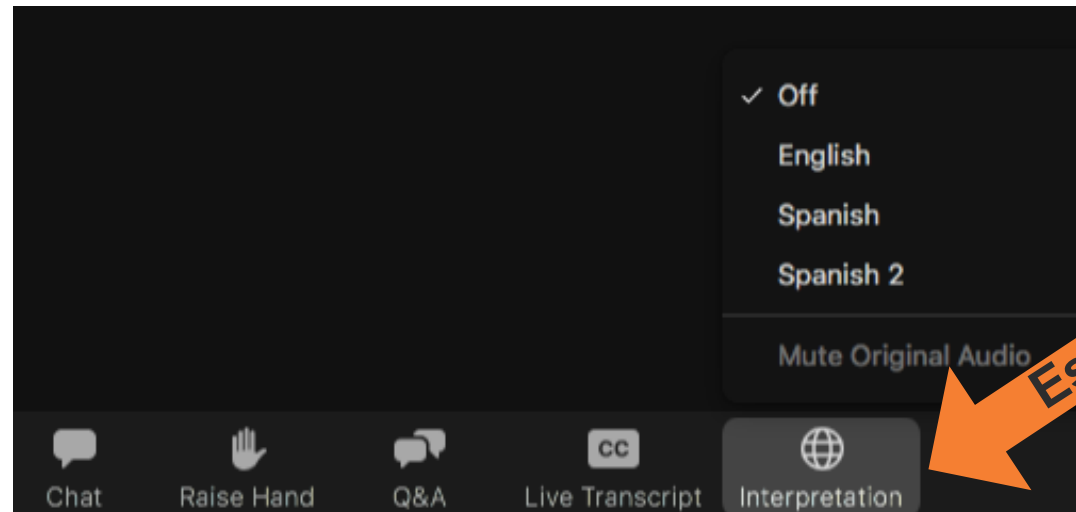 Off
English
Spanish
Spanish 2
Mute Original Audio
Chat
Raise Hand
Q&A
CC
Live Transcript
Interpretation